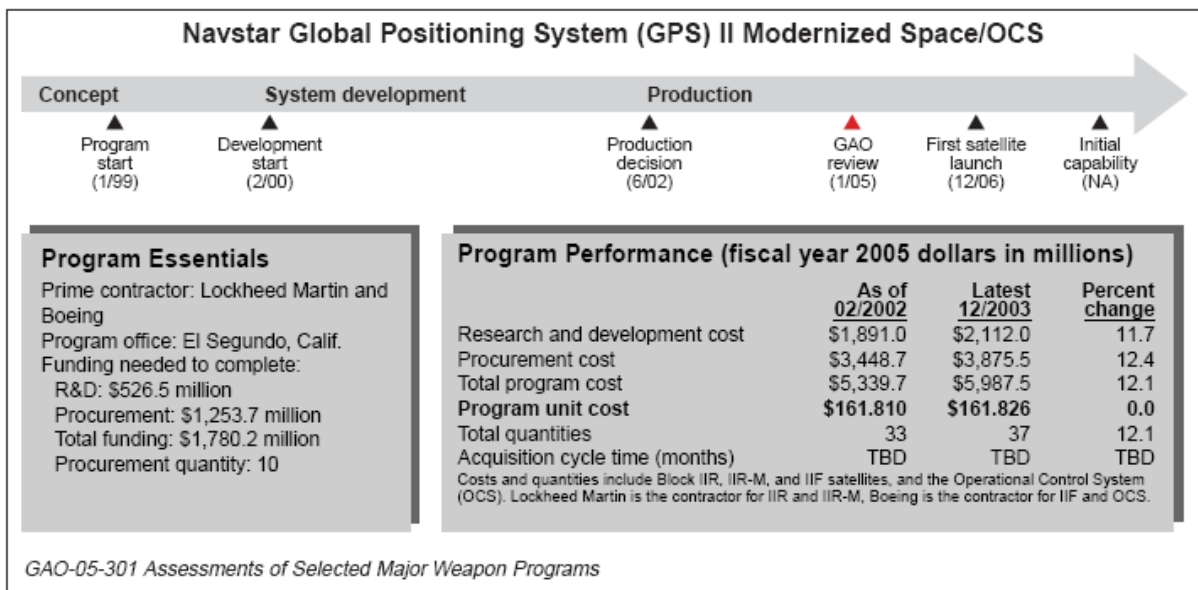 Navstar Global Positioning System (GPS) II Modernized Space/OCS
Concept System development Production
Program start (1/99)
Development start (2/00)
Production decision (6/02)
GAO review (1/05)
First satellite launch (12/06)
Initial capability (NA)
Program Essentials
Prime contractor: Lockheed Martin and
Boeing
Program office: El Segundo, Calif.
Funding needed to complete:
R&D: $526.5 million
Procurement: $1,253.7 million
Total funding: $1,780.2 million
Procurement quantity: 10
Program Performance (fiscal year 2005 dollars in millions)
As of 02/2002 Latest 12/2003 Percent change
Research and development cost $1,891.0 $2,112.0 11.7
Procurement cost $3,448.7 $3,875.5 12.4
Total program cost $5,339.7 $5,987.5 12.1
Program unit cost $161.810 $161.826 0.0
Total quantities 33 37 12.1
Acquisition cycle time (months) TBD TBD TBD
Costs and quantities include Block IIR, IIR-M, and IIF satellites, and the Operational Control System
(OCS). Lockheed Martin is the contractor for IIR and IIR-M, Boeing is the contractor for IIF and OCS.
GAO-05-301 Assessments of Selected Major Weapon Programs